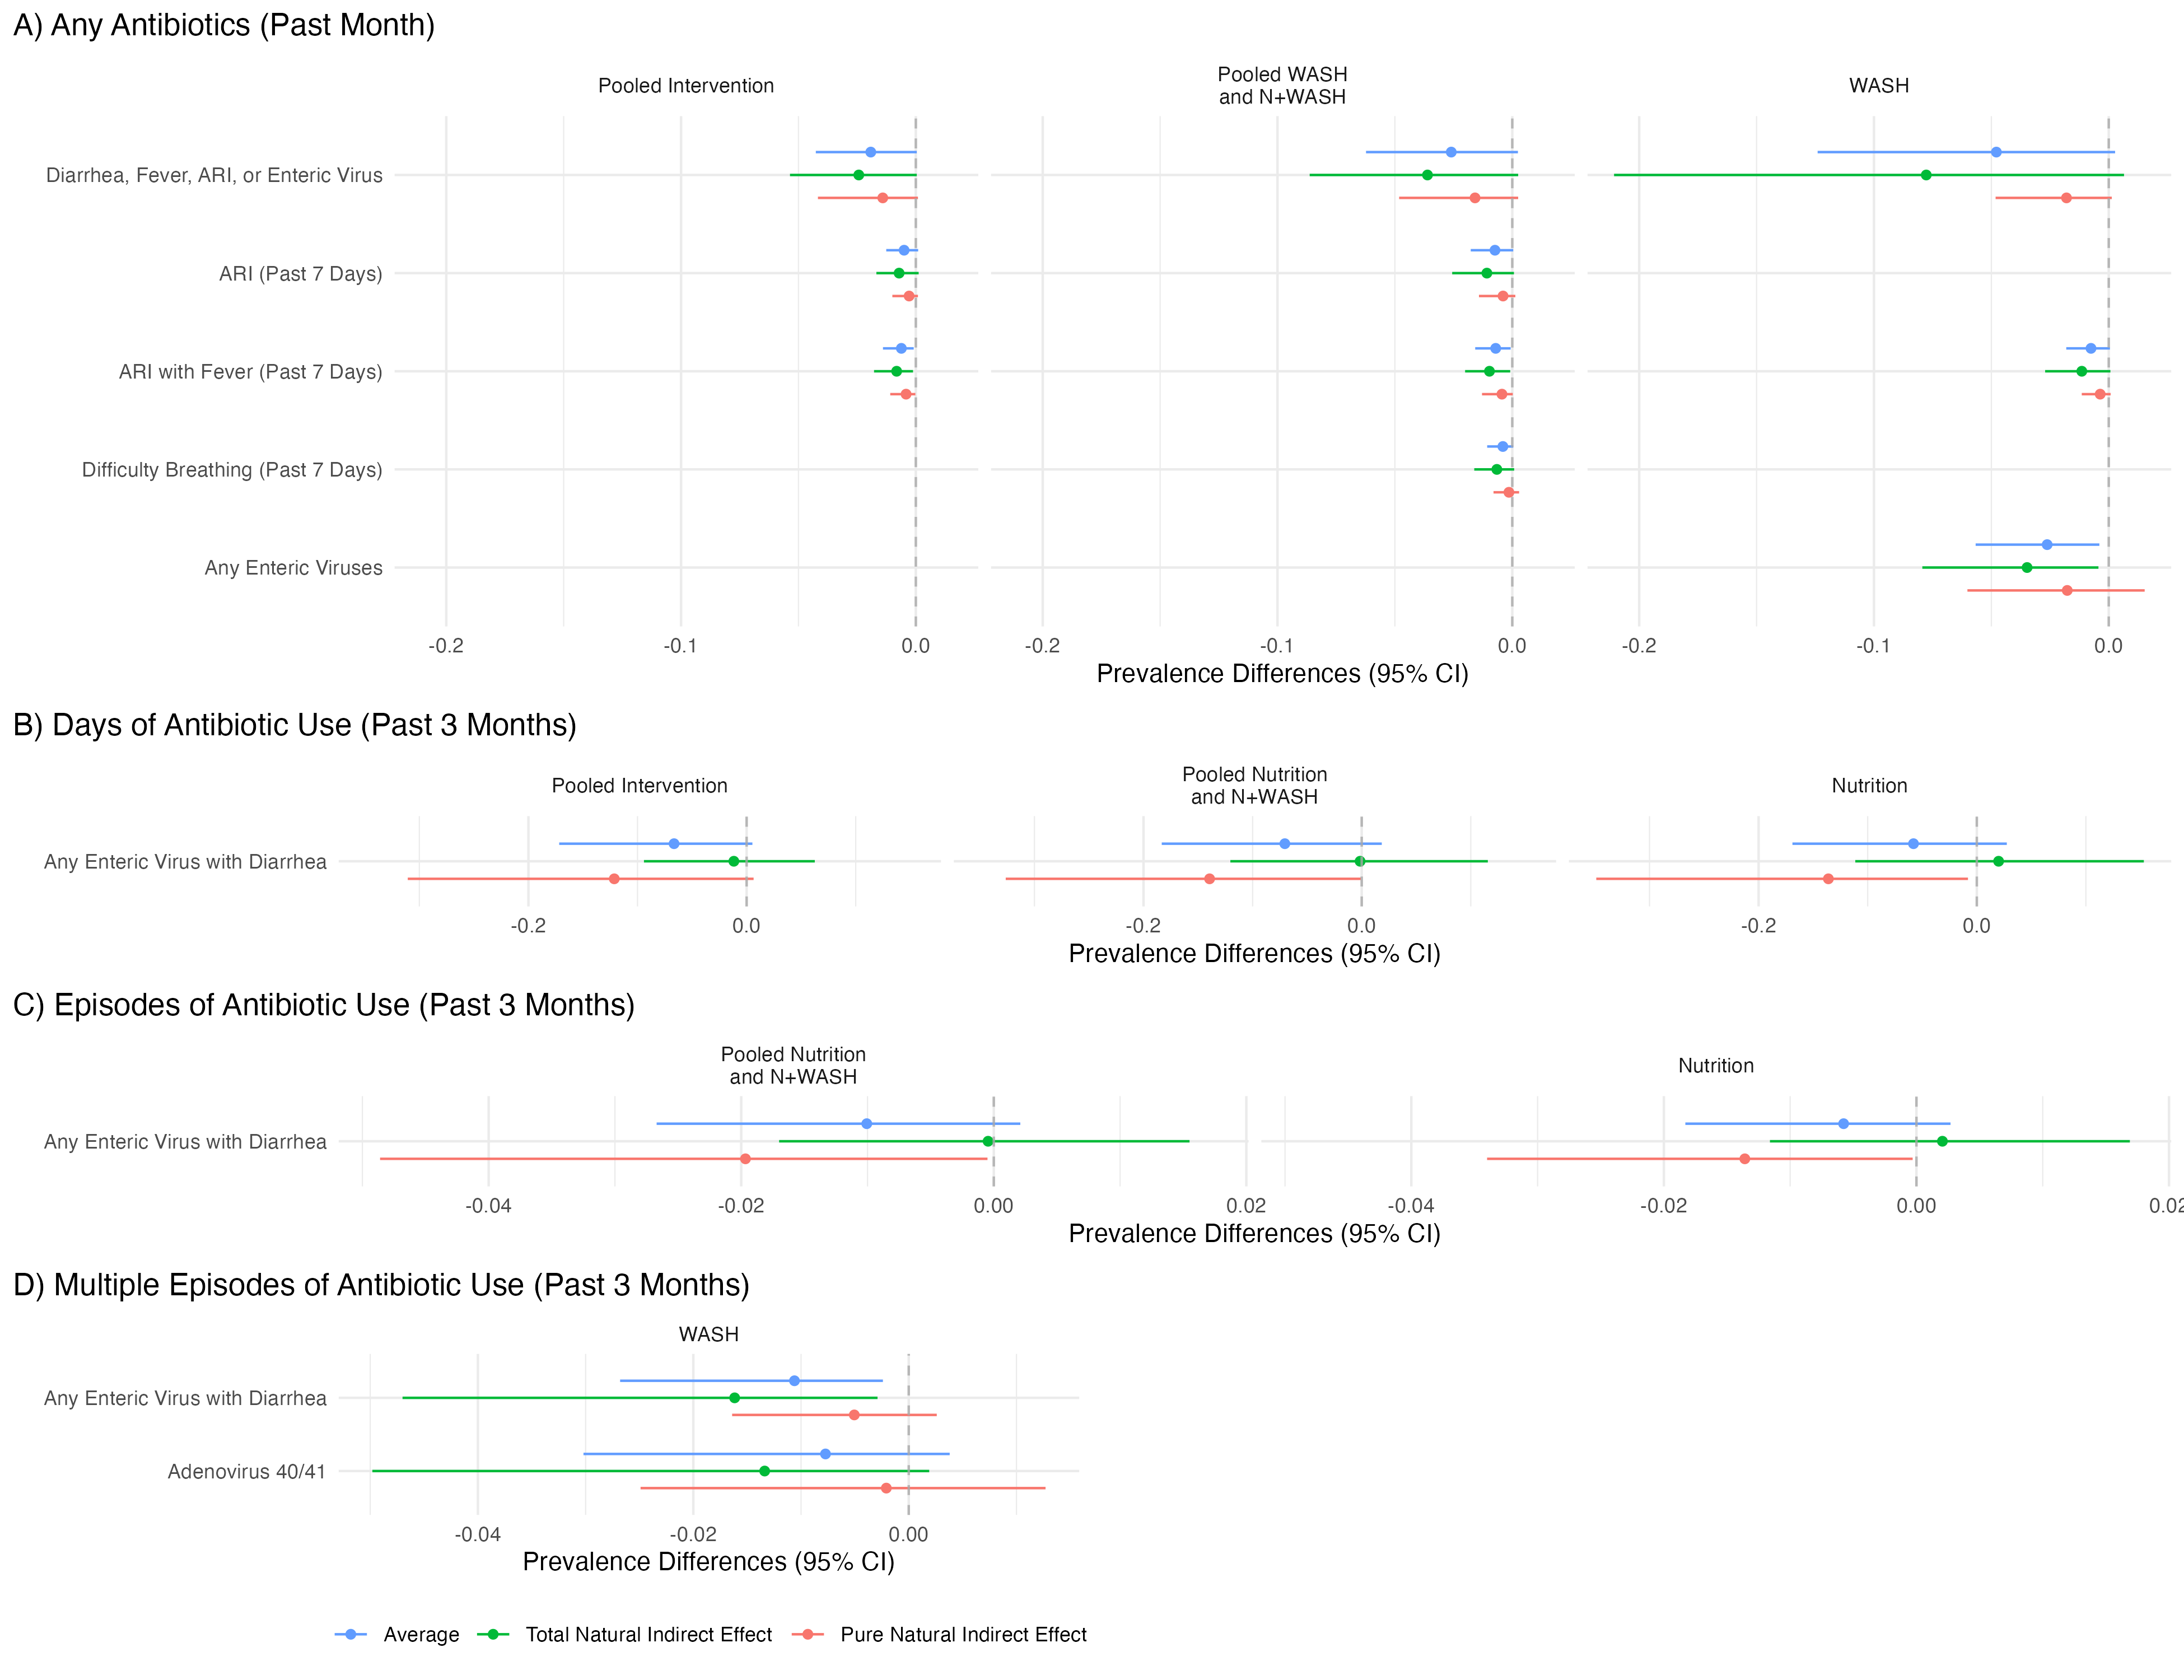 A) Any Antibiotics (Past Month)
Pooled Intervention
Pooled WASH
and N+WASH
WASH
Diarrhea, Fever, ARI, or Enteric Virus
ARI (Past 7 Days)
ARI with Fever (Past 7 Days)
Difficulty Breathing (Past 7 Days)
Any Enteric Viruses
-0.2 -0.1 0.0 -0.2 -0.1 0.0 -0.2 -0.1 0.0
Prevalence Differences (95% CI)
B) Days of Antibiotic Use (Past 3 Months)
Pooled Intervention
Pooled Nutrition
and N+WASH
Nutrition
Any Enteric Virus with Diarrhea
-0.2 0.0 -0.2 0.0 -0.2 0.0
Prevalence Differences (95% CI)
C) Episodes of Antibiotic Use (Past 3 Months)
Pooled Nutrition
and N+WASH
Nutrition
Any Enteric Virus with Diarrhea
-0.04 -0.02 0.00 0.02 -0.04 -0.02 0.00 0.02
Prevalence Differences (95% CI)
D) Multiple Episodes of Antibiotic Use (Past 3 Months)
WASH
Any Enteric Virus with Diarrhea
Adenovirus 40/41
-0.04 -0.02 0.00
Prevalence Differences (95% CI)
Average Total Natural Indirect Effect Pure Natural Indirect Effect